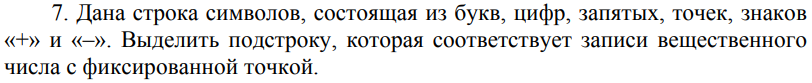 7. Дана строка символов, состоящая из букв, цифр, запятых, точек, знаков
«+» и «–». Выделить подстроку, которая соответствует записи вещественного
числа с фиксированной точкой.